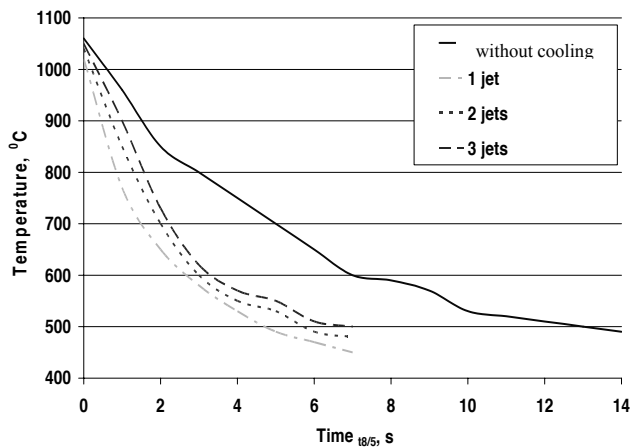 1100
1000
900
800
700
600
500
400
Temperature, ⁰C
without cooling
1 jet
2 jets
3 jets
0 2 4 6 8 10 12 14
Time t8/5, s